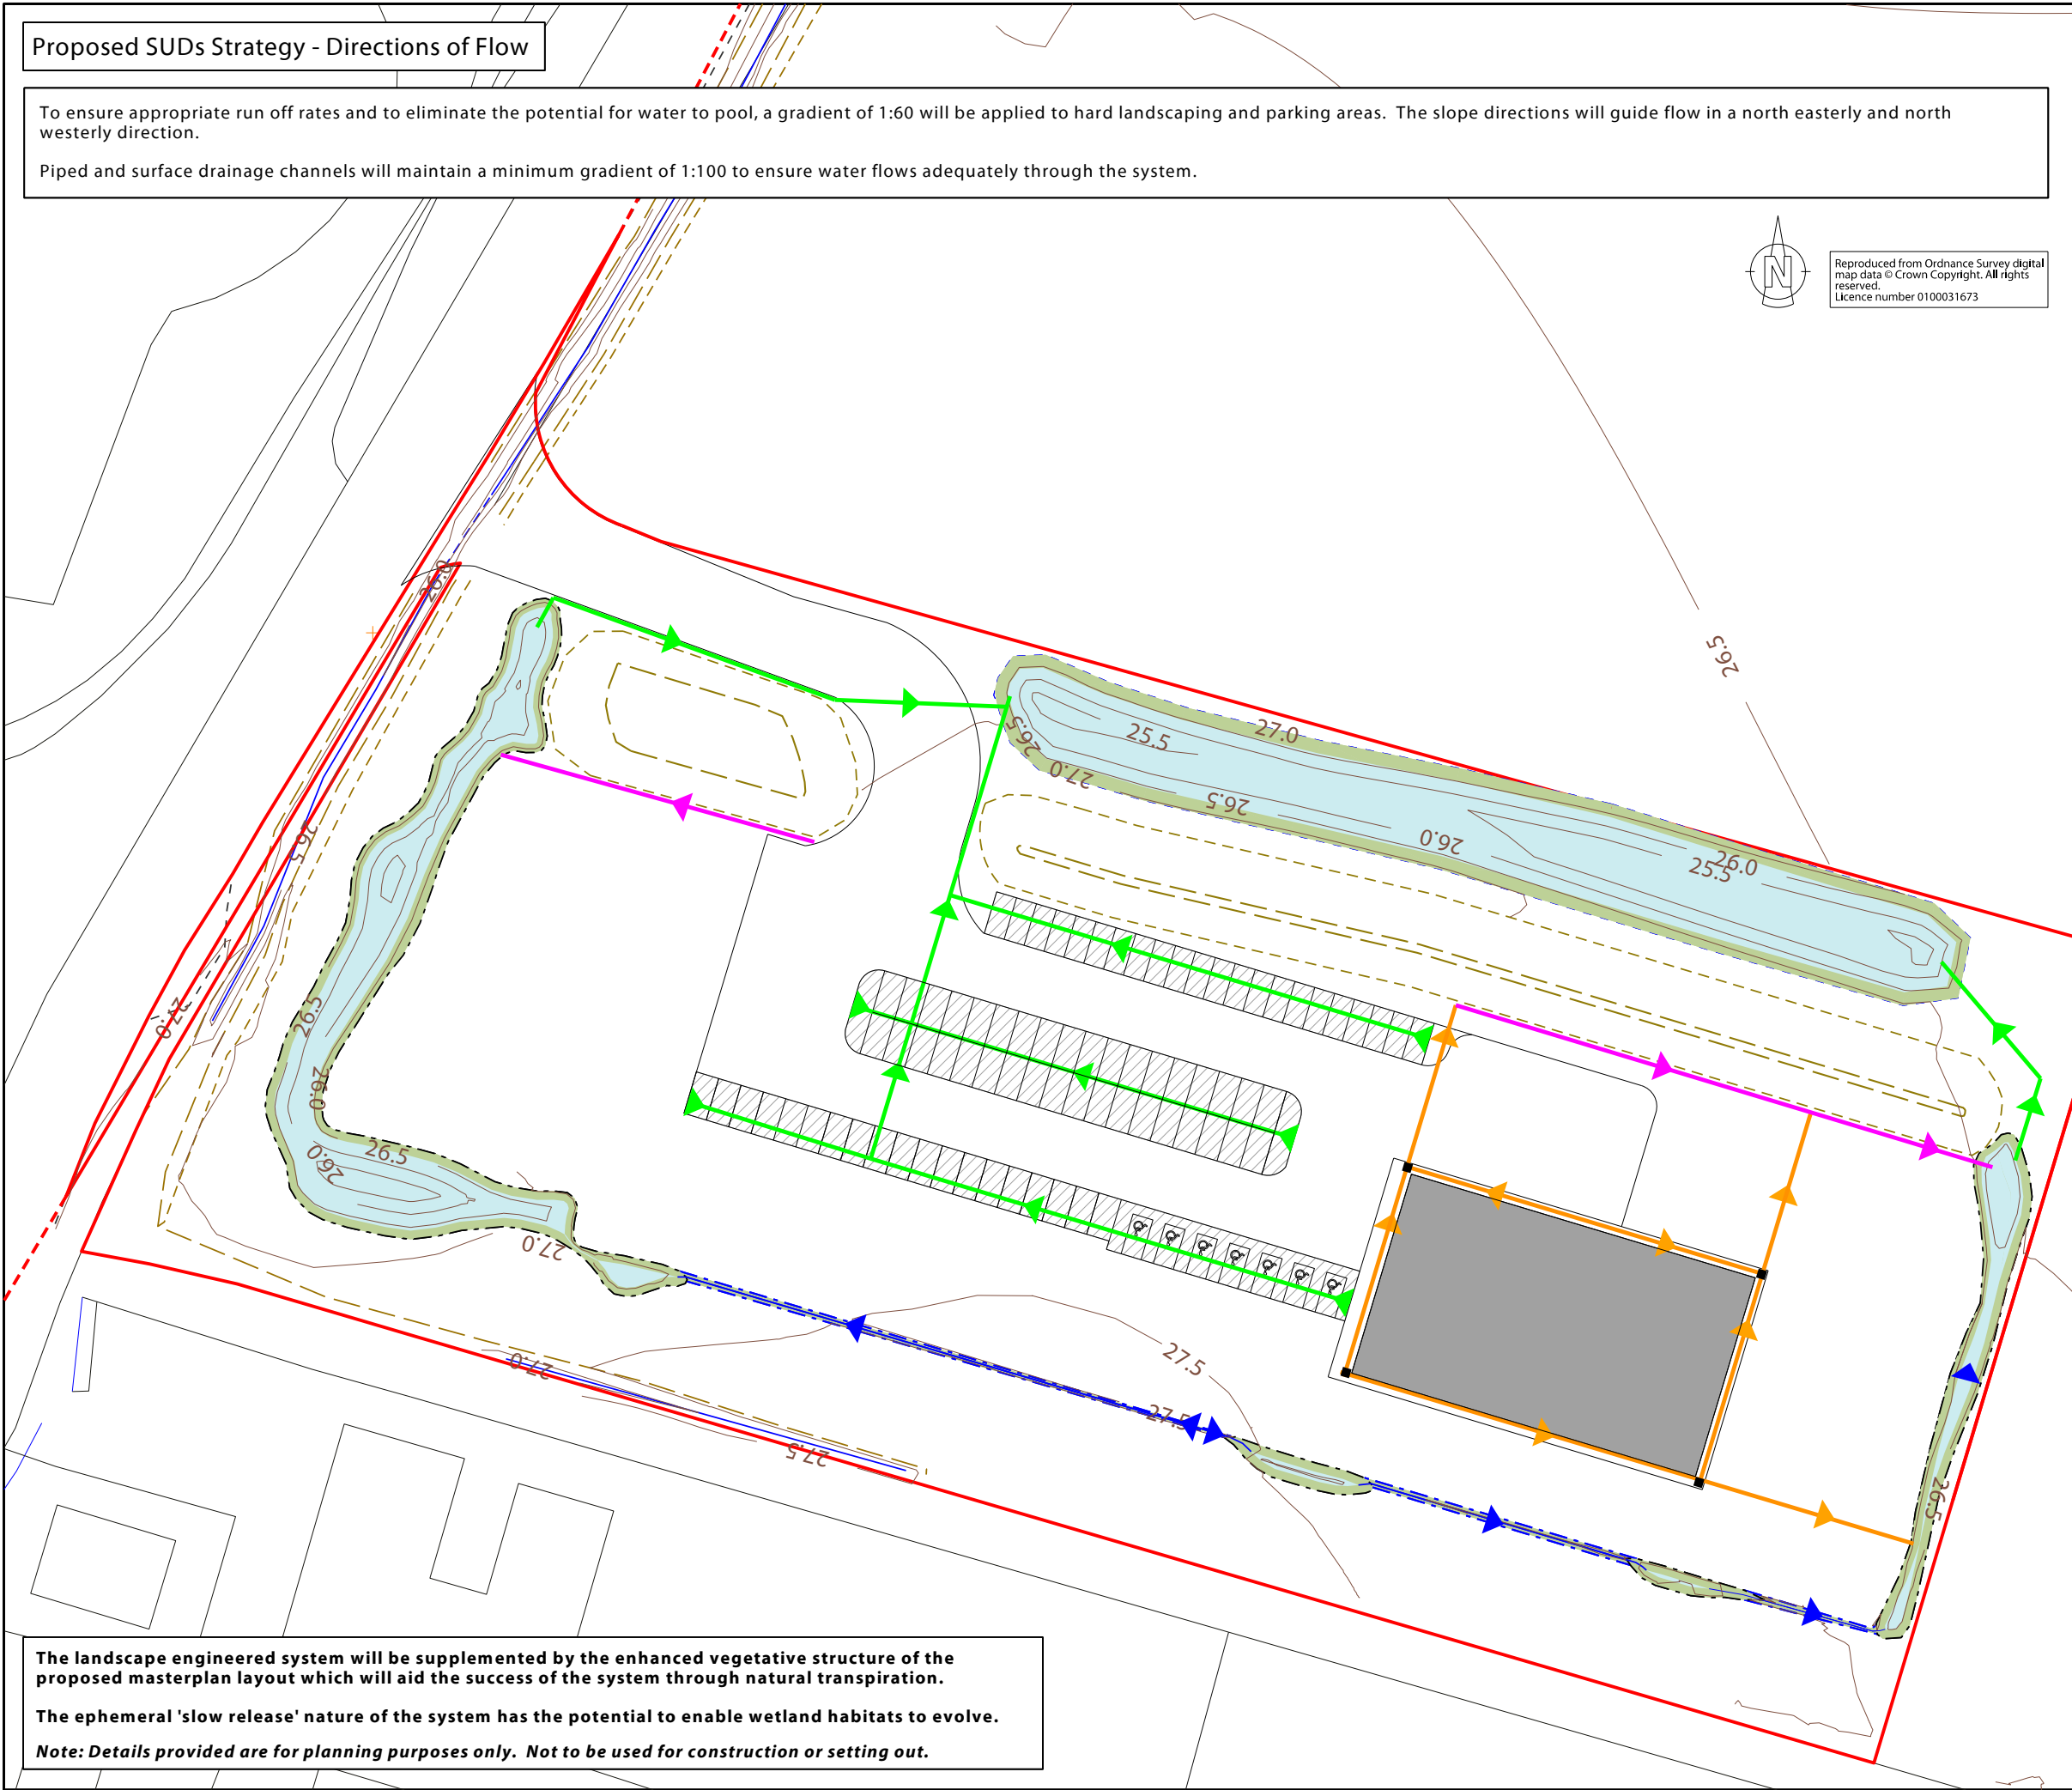 Proposed SUDs Strategy - Directions of Flow
To ensure appropriate run off rates and to eliminate the potential for water to pool, a gradient of 1:60 will be applied to hard landscaping and parking areas.  The slope directions will guide flow in a north easterly and north
westerly direction.
Piped and surface drainage channels will maintain a minimum gradient of 1:100 to ensure water flows adequately through the system.
N
Reproduced from Ordnance Survey digital
map data © Crown Copyright. All rights
reserved.
Licence number 0100031673
26.0
26.5
27.0
26.5
25.5
27.0
26.5
26.0
26.0
25.5
26.5
27.0
26.5
26.0
26.5
26.0
27.0
27.5
27.5
27.0
27.5
26.5
The landscape engineered system will be supplemented by the enhanced vegetative structure of the
proposed masterplan layout which will aid the success of the system through natural transpiration.
The ephemeral 'slow release' nature of the system has the potential to enable wetland habitats to evolve.
Note: Details provided are for planning purposes only.  Not to be used for construction or setting out.